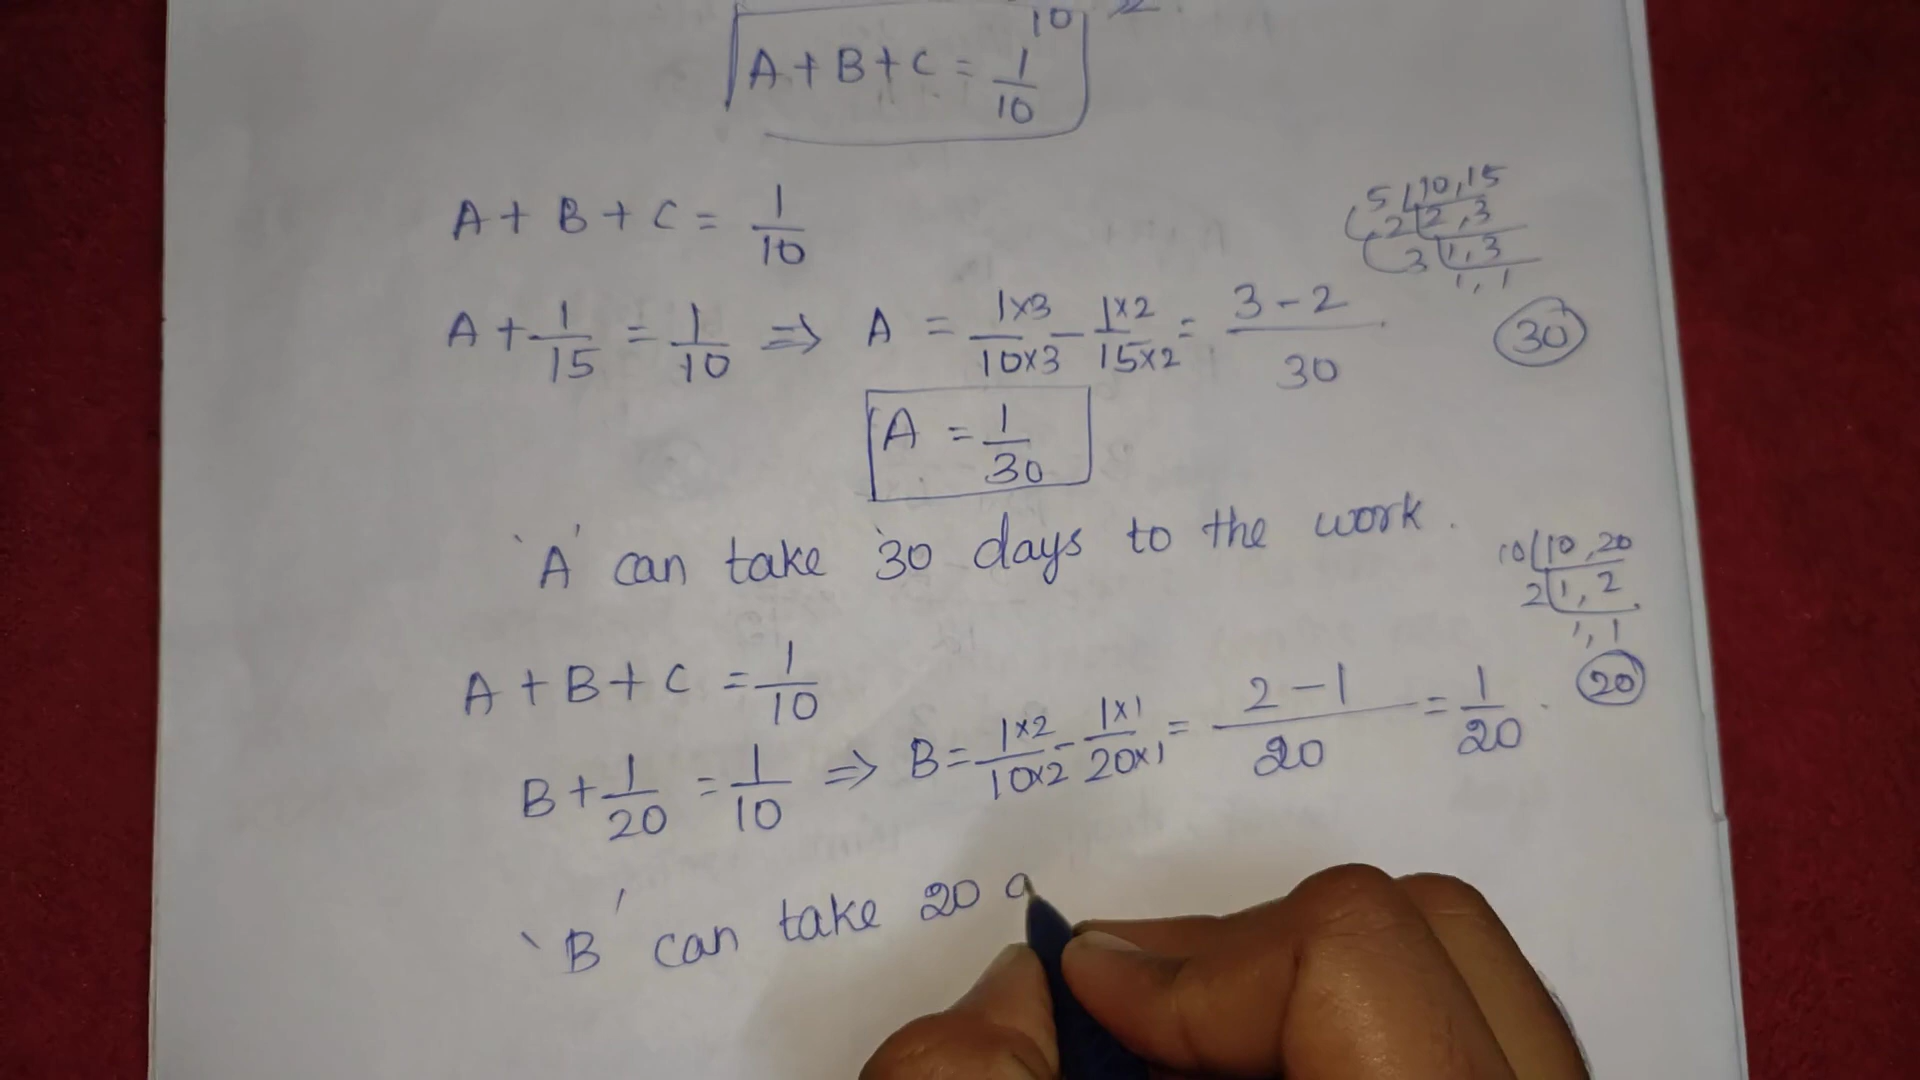 10
A + B + C = 1/10
5 | 10, 15
2 | 2, 3
3 | 1, 3
1, 1
30
A + B + C = 1/10
A + 1/15 = 1/10 ⇒ A = 1×3/10×3 - 1×2/15×2 = 3 - 2/30
A = 1/30
'A' can take 30 days to the work.
10 | 10, 20
2 | 1, 2
1, 1
20
A + B + C = 1/10
B + 1/20 = 1/10 ⇒ B = 1×2/10×2 - 1×1/20×1 = 2 - 1/20 = 1/20.
'B' can take 20